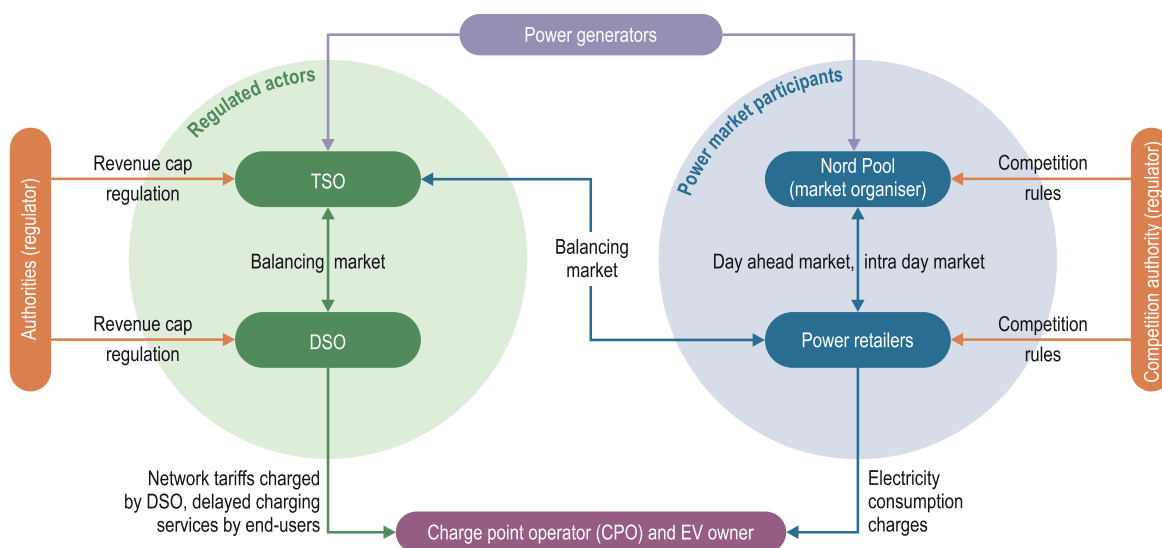 Power generators
Regulated actors
Power market participants
Authorities (regulator)
Revenue cap
regulation
TSO
Nord Pool
(market organiser)
Competition
rules
Competition authority (regulator)
Balancing market
Balancing
market
Day ahead market, intra day market
Revenue cap
regulation
DSO
Power retailers
Competition
rules
Network tariffs charged
by DSO, delayed charging
services by end-users
Electricity
consumption
charges
Charge point operator (CPO) and EV owner